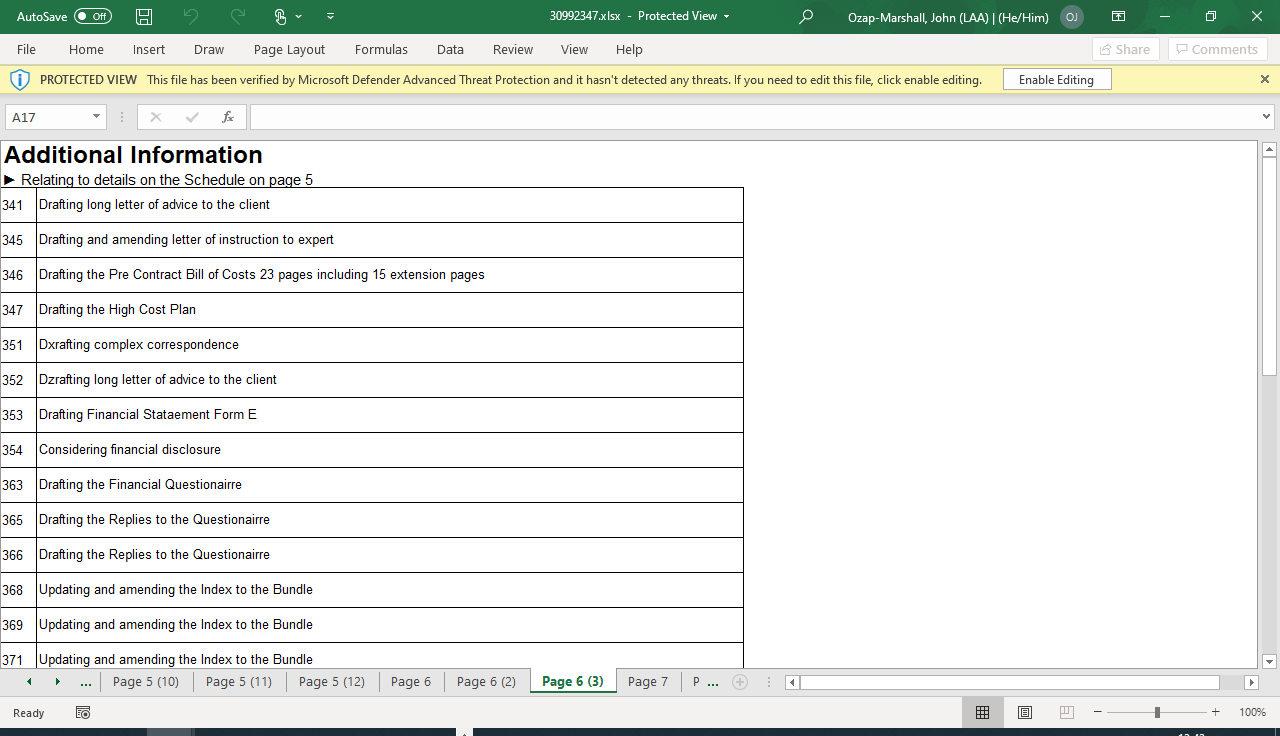 AutoSave Off 30992347.xlsx - Protected View Ozap-Marshall, John (LAA) | (He/Him) OJ
File Home Insert Draw Page Layout Formulas Data Review View Help Share Comments
PROTECTED VIEW This file has been verified by Microsoft Defender Advanced Threat Protection and it hasn't detected any threats. If you need to edit this file, click enable editing. Enable Editing
A17 fx
Additional Information
► Relating to details on the Schedule on page 5
341 Drafting long letter of advice to the client
345 Drafting and amending letter of instruction to expert
346 Drafting the Pre Contract Bill of Costs 23 pages including 15 extension pages
347 Drafting the High Cost Plan
351 Dxrafting complex correspondence
352 Dzrafting long letter of advice to the client
353 Drafting Financial Stataement Form E
354 Considering financial disclosure
363 Drafting the Financial Questionairre
365 Drafting the Replies to the Questionairre
366 Drafting the Replies to the Questionairre
368 Updating and amending the Index to the Bundle
369 Updating and amending the Index to the Bundle
371 Updating and amending the Index to the Bundle
... Page 5 (10) Page 5 (11) Page 5 (12) Page 6 Page 6 (2) Page 6 (3) Page 7 P ...
Ready 100%